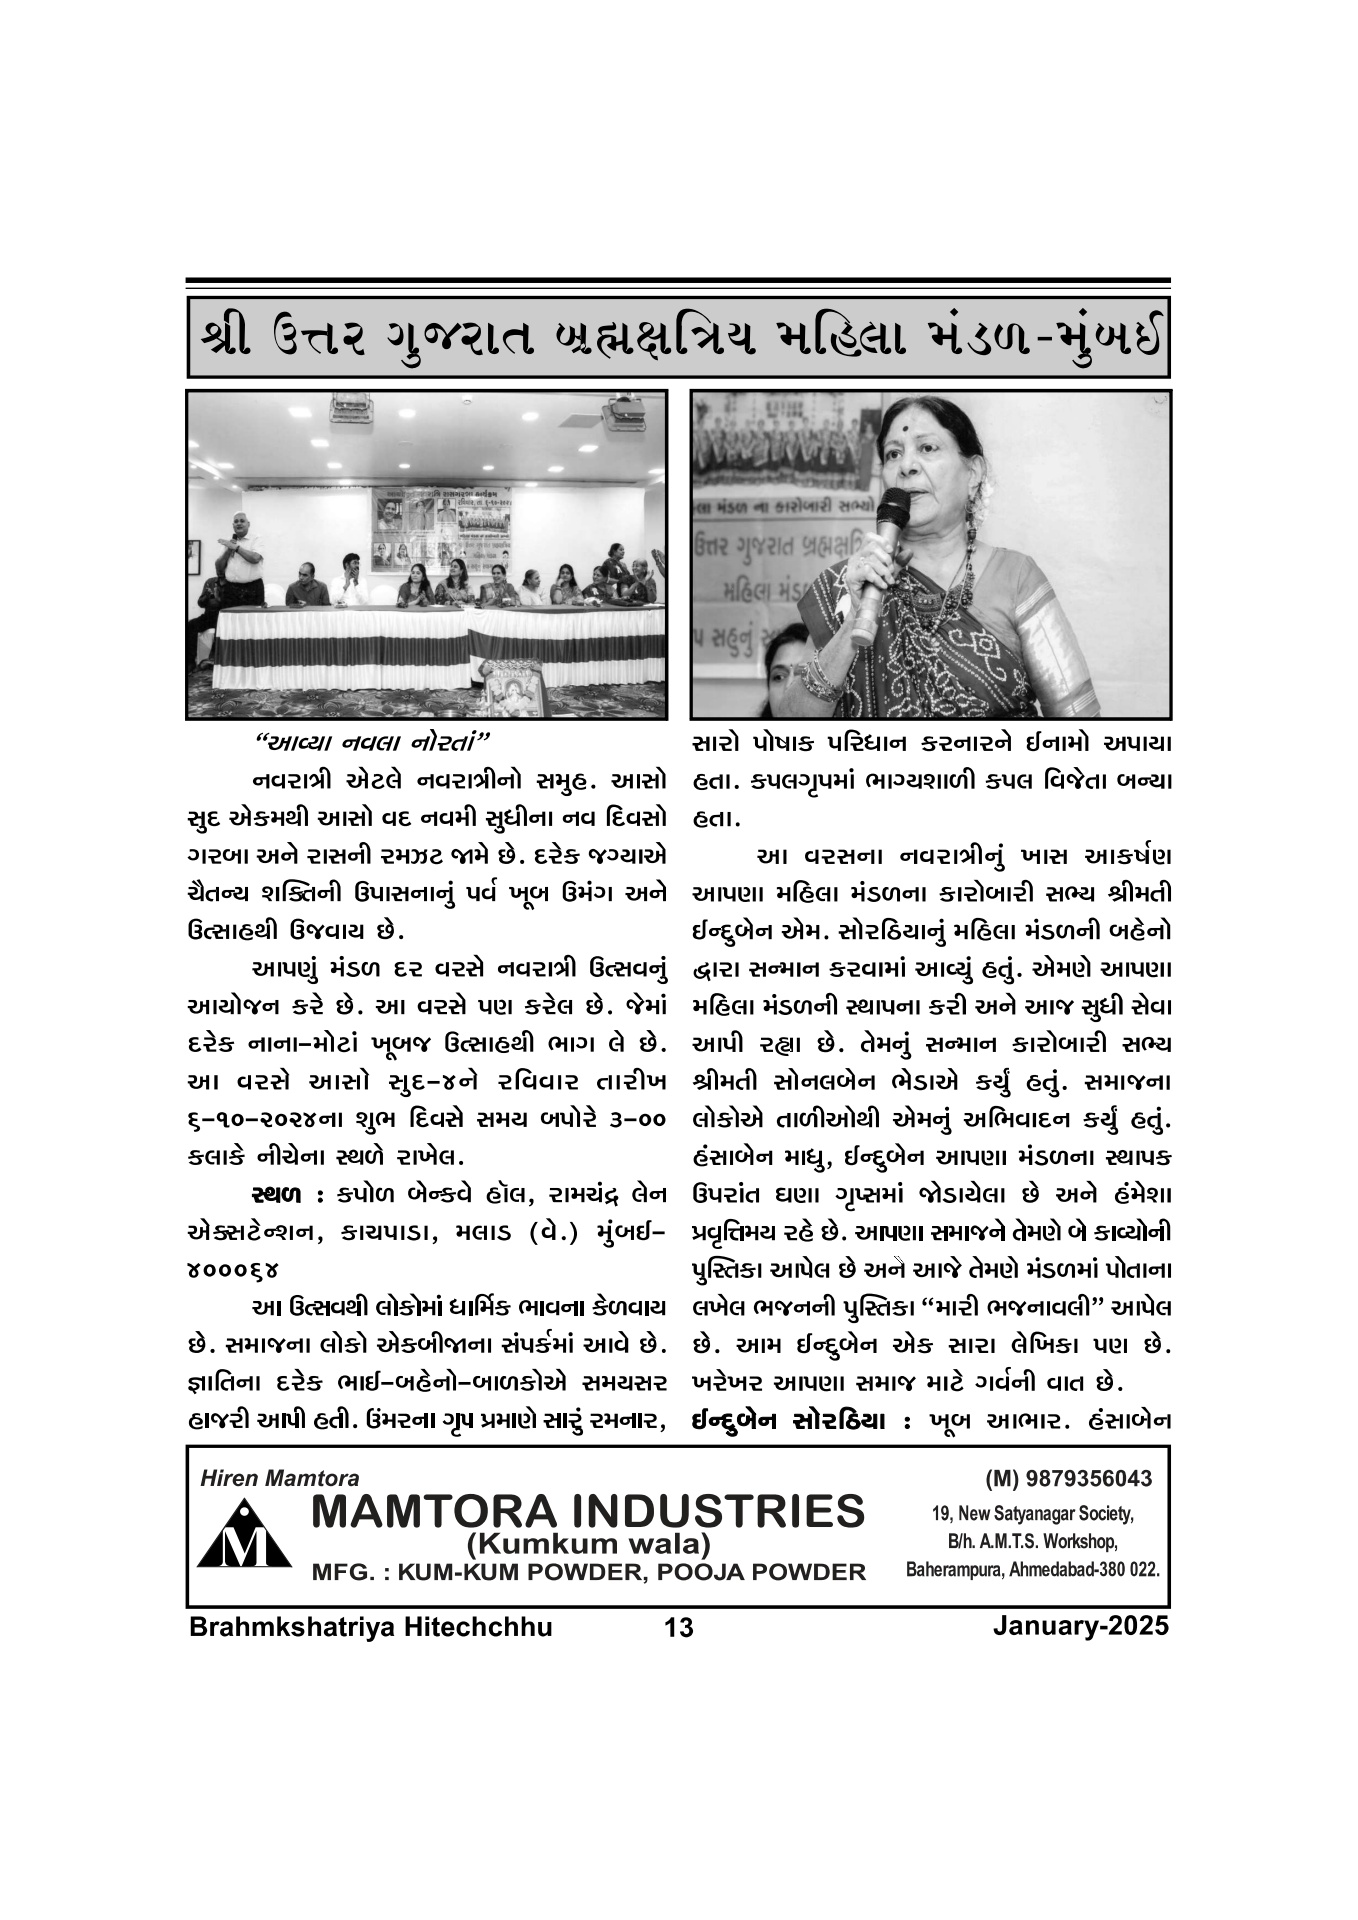 શ્રી ઉત્તર ગુજરાત બ્રહ્મક્ષત્રિય મહિલા મંડળ-મુંબઈ
લા મંડળ ના કારોબારી સભ્યો
ઉત્તર ગુજરાત બ્રહ્મક્ષત્રિ
મહિલા મંડ
“આવ્યા નવલા નોરતાં”
નવરાત્રી એટલે નવરાત્રીનો સમુહ. આસો
સુદ એકમથી આસો વદ નવમી સુધીના નવ દિવસો
ગરબા અને રાસની રમઝટ જામે છે. દરેક જગ્યાએ
ચૈતન્ય શક્તિની ઉપાસનાનું પર્વ ખૂબ ઉમંગ અને
ઉત્સાહથી ઉજવાય છે.
આપણું મંડળ દર વરસે નવરાત્રી ઉત્સવનું
આયોજન કરે છે. આ વરસે પણ કરેલ છે. જેમાં
દરેક નાના-મોટાં ખૂબજ ઉત્સાહથી ભાગ લે છે.
આ વરસે આસો સુદ-૪ને રવિવાર તારીખ
૬-૧૦-૨૦૨૪ના શુભ દિવસે સમય બપોરે ૩-૦૦
કલાકે નીચેના સ્થળે રાખેલ.
સ્થળ : કપોળ બેન્કવે હૉલ, રામચંદ્ર લેન
એક્સટેન્શન, કાચપાડા, મલાડ (વે.) મુંબઈ-
૪૦૦૦૬૪
આ ઉત્સવથી લોકોમાં ધાર્મિક ભાવના કેળવાય
છે. સમાજના લોકો એકબીજાના સંપર્કમાં આવે છે.
જ્ઞાતિના દરેક ભાઈ-બહેનો-બાળકોએ સમયસર
હાજરી આપી હતી. ઉંમરના ગૃપ પ્રમાણે સારું રમનાર,
સારો પોષાક પરિધાન કરનારને ઈનામો અપાયા
હતા. કપલગૃપમાં ભાગ્યશાળી કપલ વિજેતા બન્યા
હતા.
આ વરસના નવરાત્રીનું ખાસ આકર્ષણ
આપણા મહિલા મંડળના કારોબારી સભ્ય શ્રીમતી
ઈન્દુબેન એમ. સોરઠિયાનું મહિલા મંડળની બહેનો
દ્વારા સન્માન કરવામાં આવ્યું હતું. એમણે આપણા
મહિલા મંડળની સ્થાપના કરી અને આજ સુધી સેવા
આપી રહ્યા છે. તેમનું સન્માન કારોબારી સભ્ય
શ્રીમતી સોનલબેન ભેડાએ કર્યું હતું. સમાજના
લોકોએ તાળીઓથી એમનું અભિવાદન કર્યું હતું.
હંસાબેન માધુ, ઈન્દુબેન આપણા મંડળના સ્થાપક
ઉપરાંત ઘણા ગૃપ્સમાં જોડાયેલા છે અને હંમેશા
પ્રવૃત્તિમય રહે છે. આપણા સમાજને તેમણે બે કાવ્યોની
પુસ્તિકા આપેલ છે અને આજે તેમણે મંડળમાં પોતાના
લખેલ ભજનની પુસ્તિકા “મારી ભજનાવલી” આપેલ
છે. આમ ઈન્દુબેન એક સારા લેખિકા પણ છે.
ખરેખર આપણા સમાજ માટે ગર્વની વાત છે.
ઈન્દુબેન સોરઠિયા : ખૂબ આભાર. હંસાબેન
Hiren Mamtora
(M) 9879356043
M
MAMTORA INDUSTRIES
(Kumkum wala)
MFG. : KUM-KUM POWDER, POOJA POWDER
19, New Satyanagar Society,
B/h. A.M.T.S. Workshop,
Baherampura, Ahmedabad-380 022.
Brahmkshatriya Hitechchhu 13 January-2025